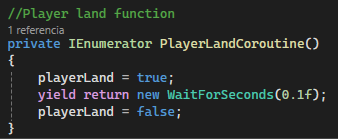 //Player land function
1 referencia
private IEnumerator PlayerLandCoroutine()
{
playerLand = true;
yield return new WaitForSeconds(0.1f);
playerLand = false;
}